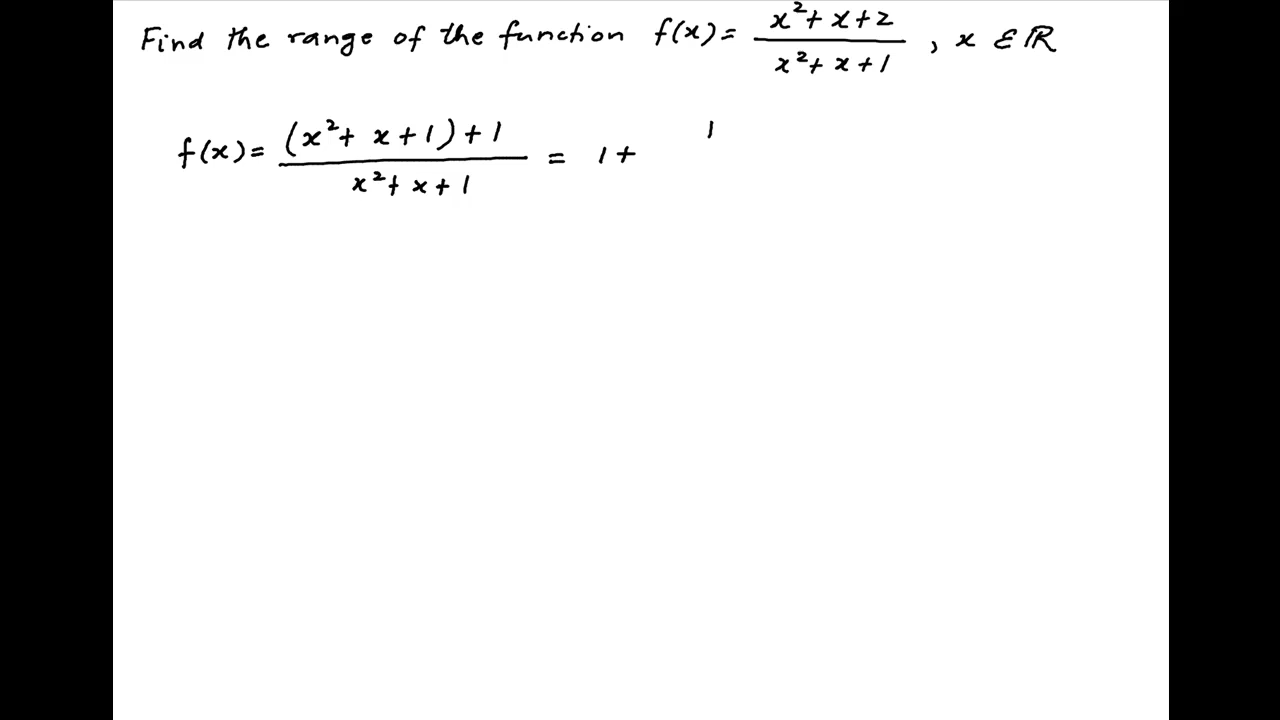 Find the range of the function f(x) = (x² + x + 2)/(x² + x + 1), x ∈ ℝ
f(x) = ((x² + x + 1) + 1)/(x² + x + 1) = 1 + 1